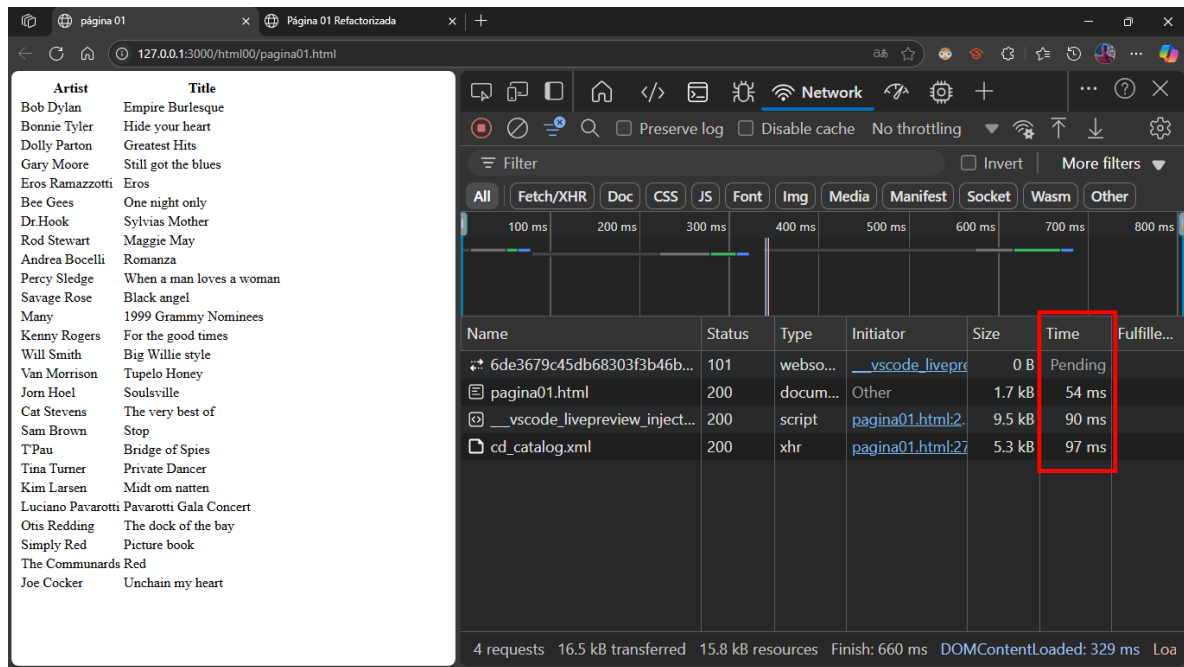 página 01
Página 01 Refactorizada
127.0.0.1:3000/html00/pagina01.html
Artist Title
Bob Dylan Empire Burlesque
Bonnie Tyler Hide your heart
Dolly Parton Greatest Hits
Gary Moore Still got the blues
Eros Ramazzotti Eros
Bee Gees One night only
Dr.Hook Sylvias Mother
Rod Stewart Maggie May
Andrea Bocelli Romanza
Percy Sledge When a man loves a woman
Savage Rose Black angel
Many 1999 Grammy Nominees
Kenny Rogers For the good times
Will Smith Big Willie style
Van Morrison Tupelo Honey
Jorn Hoel Soulsville
Cat Stevens The very best of
Sam Brown Stop
T'Pau Bridge of Spies
Tina Turner Private Dancer
Kim Larsen Midt om natten
Luciano Pavarotti Pavarotti Gala Concert
Otis Redding The dock of the bay
Simply Red Picture book
The Communards Red
Joe Cocker Unchain my heart
Network
Preserve log Disable cache No throttling
Filter Invert More filters
All Fetch/XHR Doc CSS JS Font Img Media Manifest Socket Wasm Other
100 ms 200 ms 300 ms 400 ms 500 ms 600 ms 700 ms 800 ms
Name Status Type Initiator Size Time Fulfille...
6de3679c45db68303f3b46b... 101 webso... ___vscode_livepre 0 B Pending
pagina01.html 200 docum... Other 1.7 kB 54 ms
___vscode_livepreview_inject... 200 script pagina01.html:2. 9.5 kB 90 ms
cd_catalog.xml 200 xhr pagina01.html:27 5.3 kB 97 ms
4 requests 16.5 kB transferred 15.8 kB resources Finish: 660 ms DOMContentLoaded: 329 ms Loa